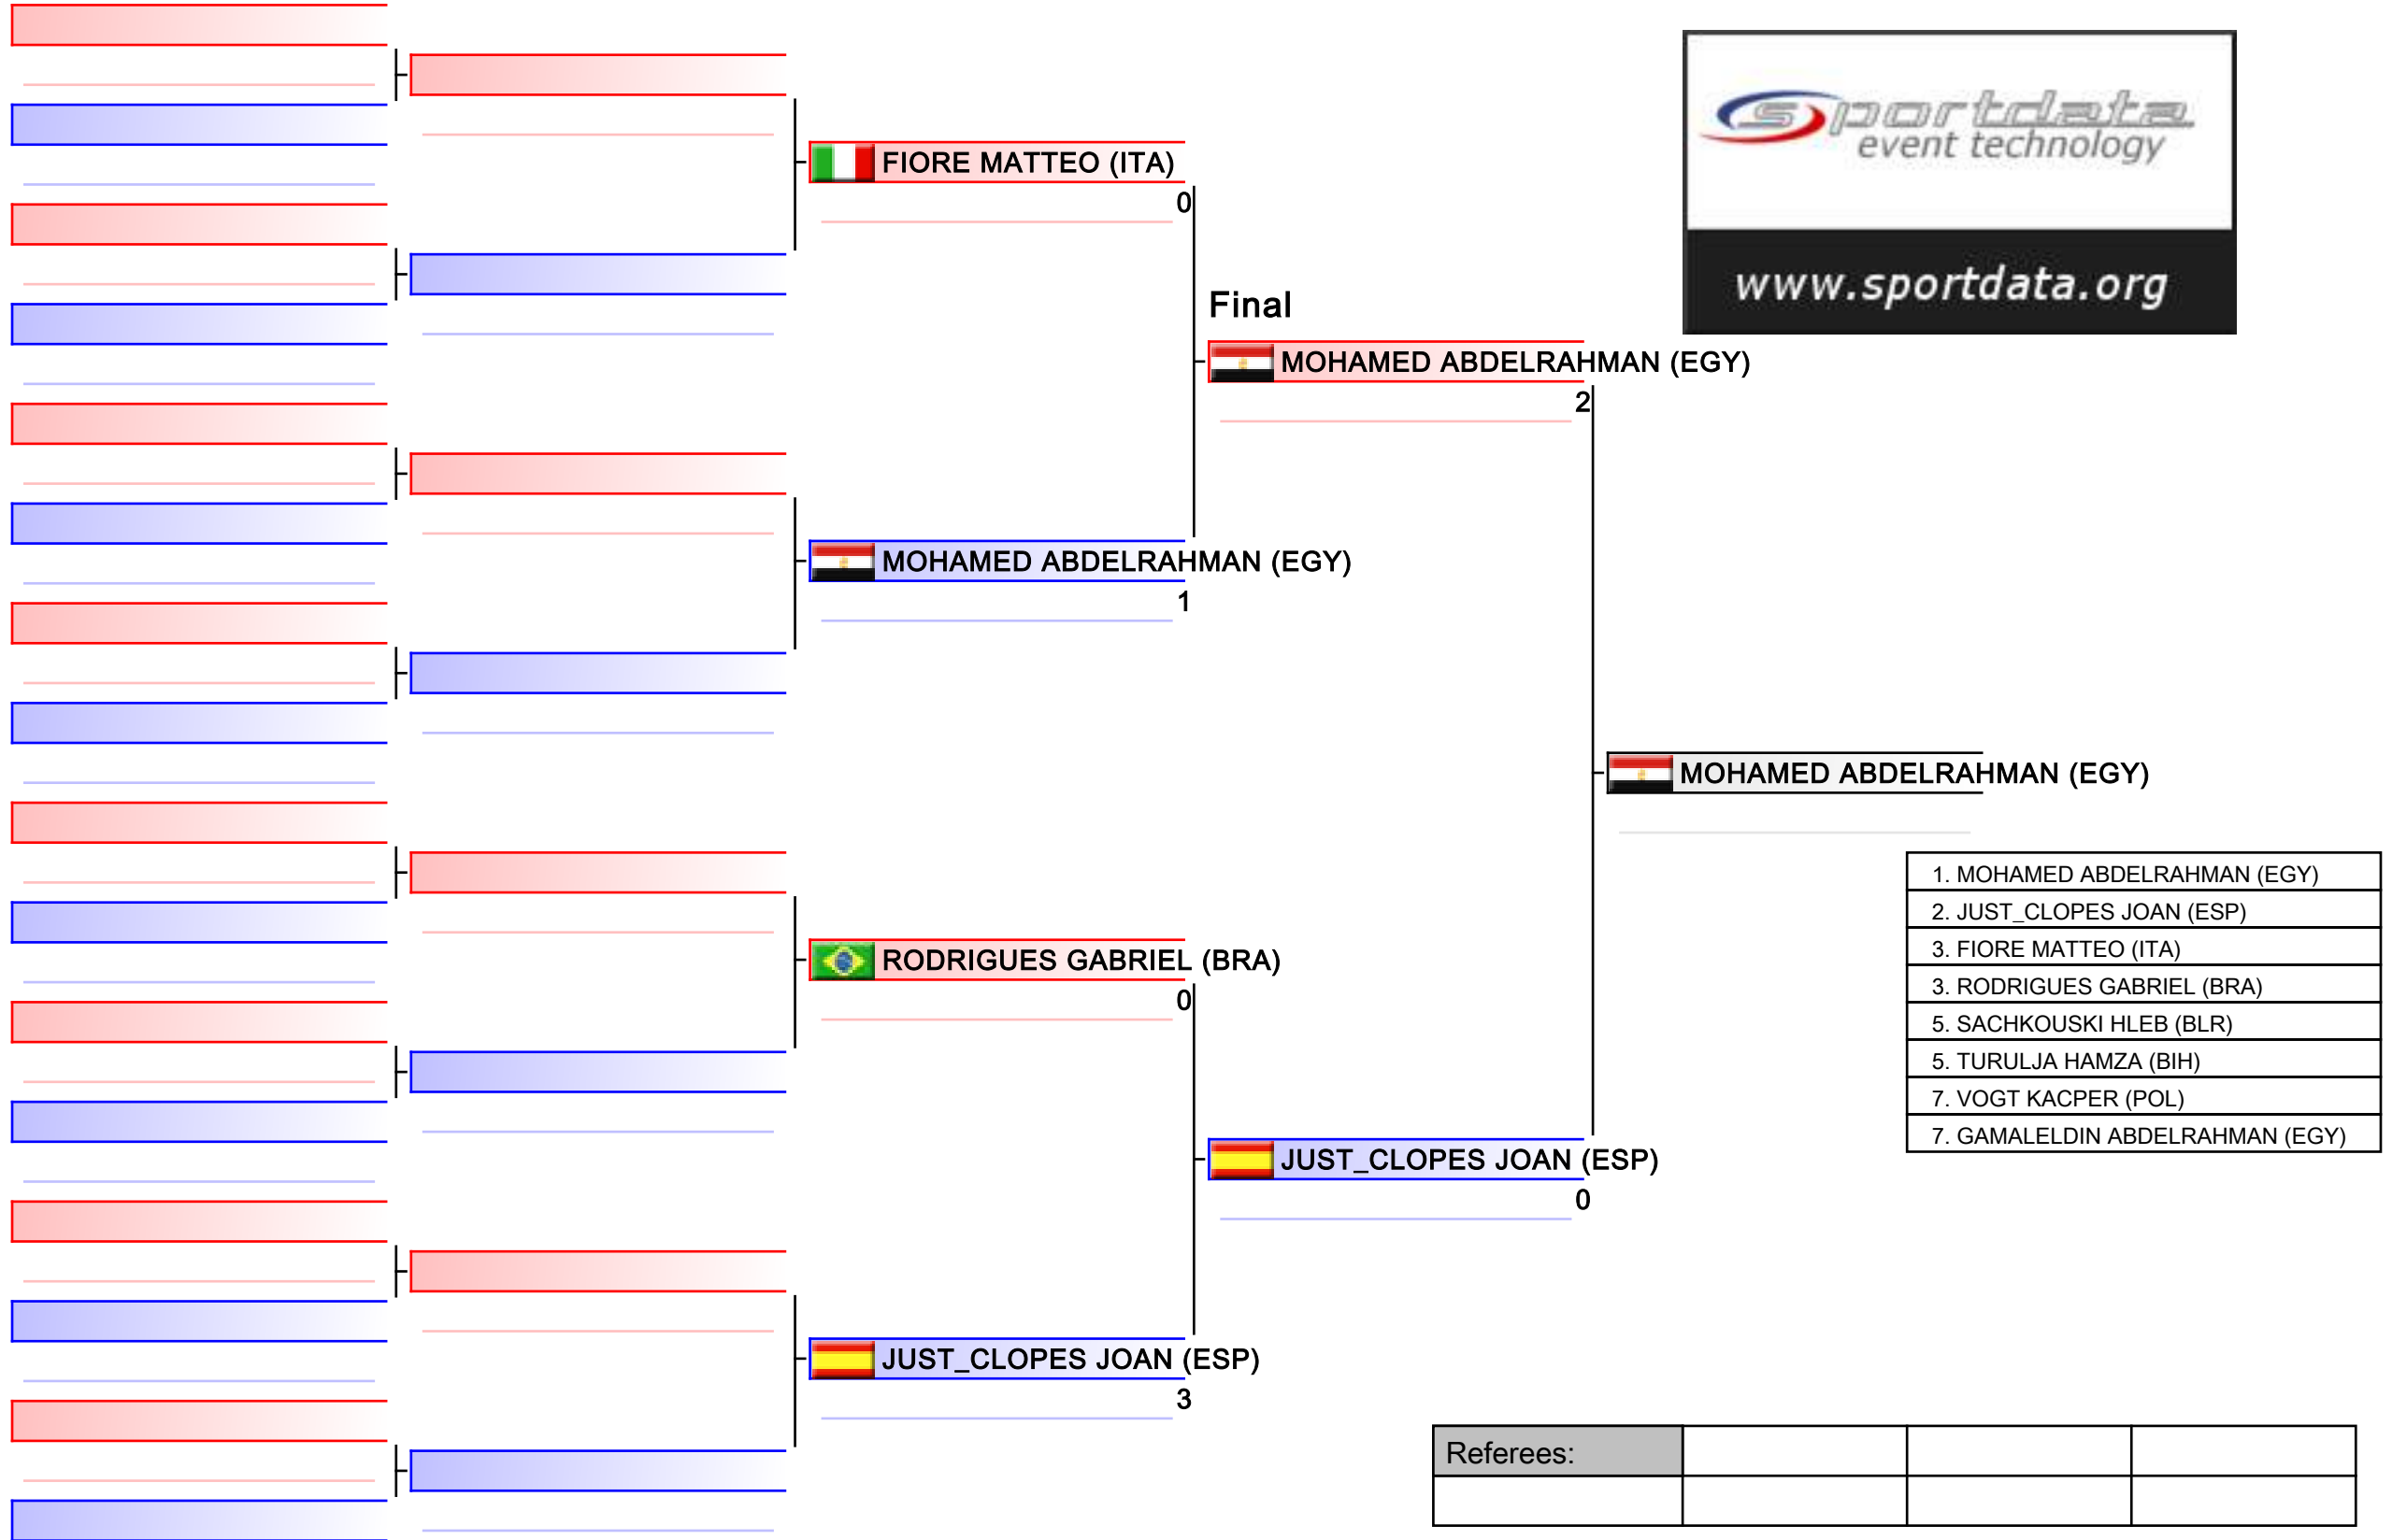 sportdata
event technology
www.sportdata.org
FIORE MATTEO (ITA)
0
Final
MOHAMED ABDELRAHMAN (EGY)
2
MOHAMED ABDELRAHMAN (EGY)
1
MOHAMED ABDELRAHMAN (EGY)
RODRIGUES GABRIEL (BRA)
0
JUST_CLOPES JOAN (ESP)
0
JUST_CLOPES JOAN (ESP)
3
1. MOHAMED ABDELRAHMAN (EGY)
2. JUST_CLOPES JOAN (ESP)
3. FIORE MATTEO (ITA)
3. RODRIGUES GABRIEL (BRA)
5. SACHKOUSKI HLEB (BLR)
5. TURULJA HAMZA (BIH)
7. VOGT KACPER (POL)
7. GAMALELDIN ABDELRAHMAN (EGY)
Referees: